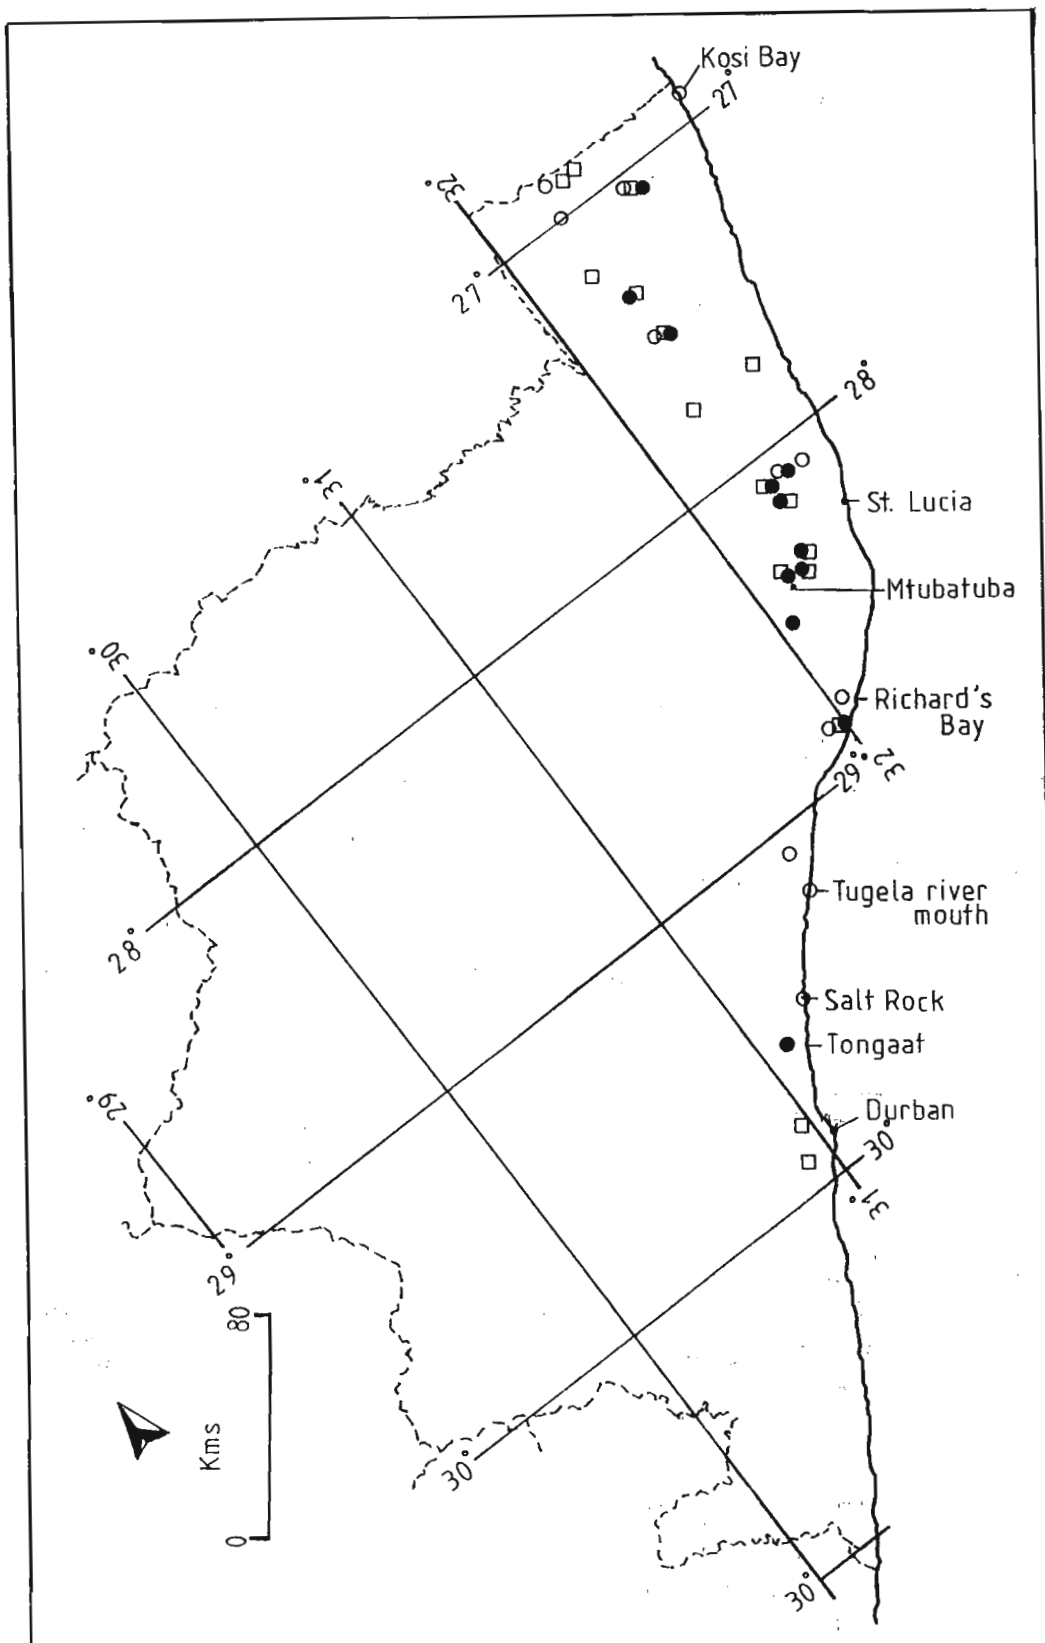 Kosi Bay
27°
32°
27°
28°
31°
St. Lucia
Mtubatuba
30°
Richard's
Bay
32°
29°
Tugela river
mouth
28°
Salt Rock
Tongaat
29°
Durban
30°
31°
29°
80
Kms
30°
0
30°